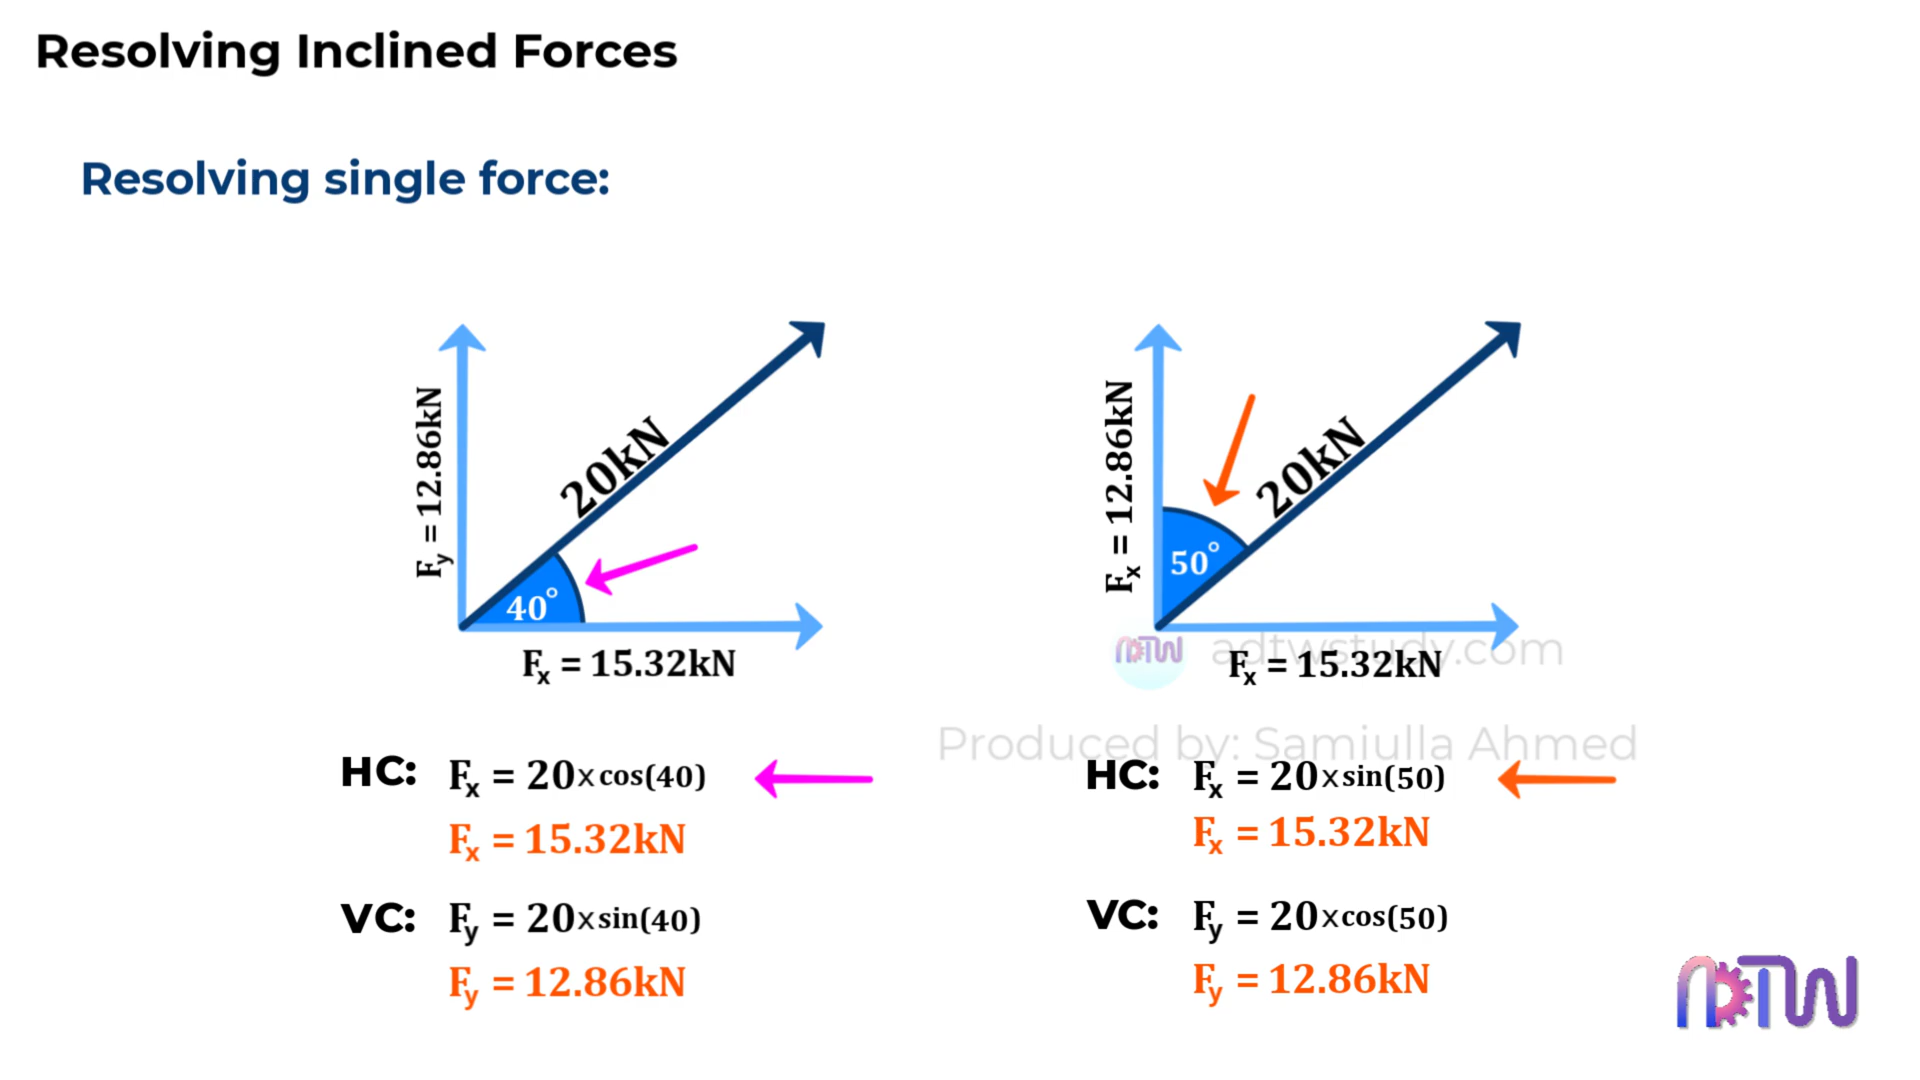 Resolving Inclined Forces
Resolving single force:
Fy = 12.86kN
20kN
40°
Fx = 15.32kN
HC: Fx = 20×cos(40)
Fx = 15.32kN
VC: Fy = 20×sin(40)
Fy = 12.86kN
Fx = 12.86kN
20kN
50°
ADTW adtwstudy.com
Fx = 15.32kN
Produced by: Samiulla Ahmed
HC: Fx = 20×sin(50)
Fx = 15.32kN
VC: Fy = 20×cos(50)
Fy = 12.86kN
ADTW